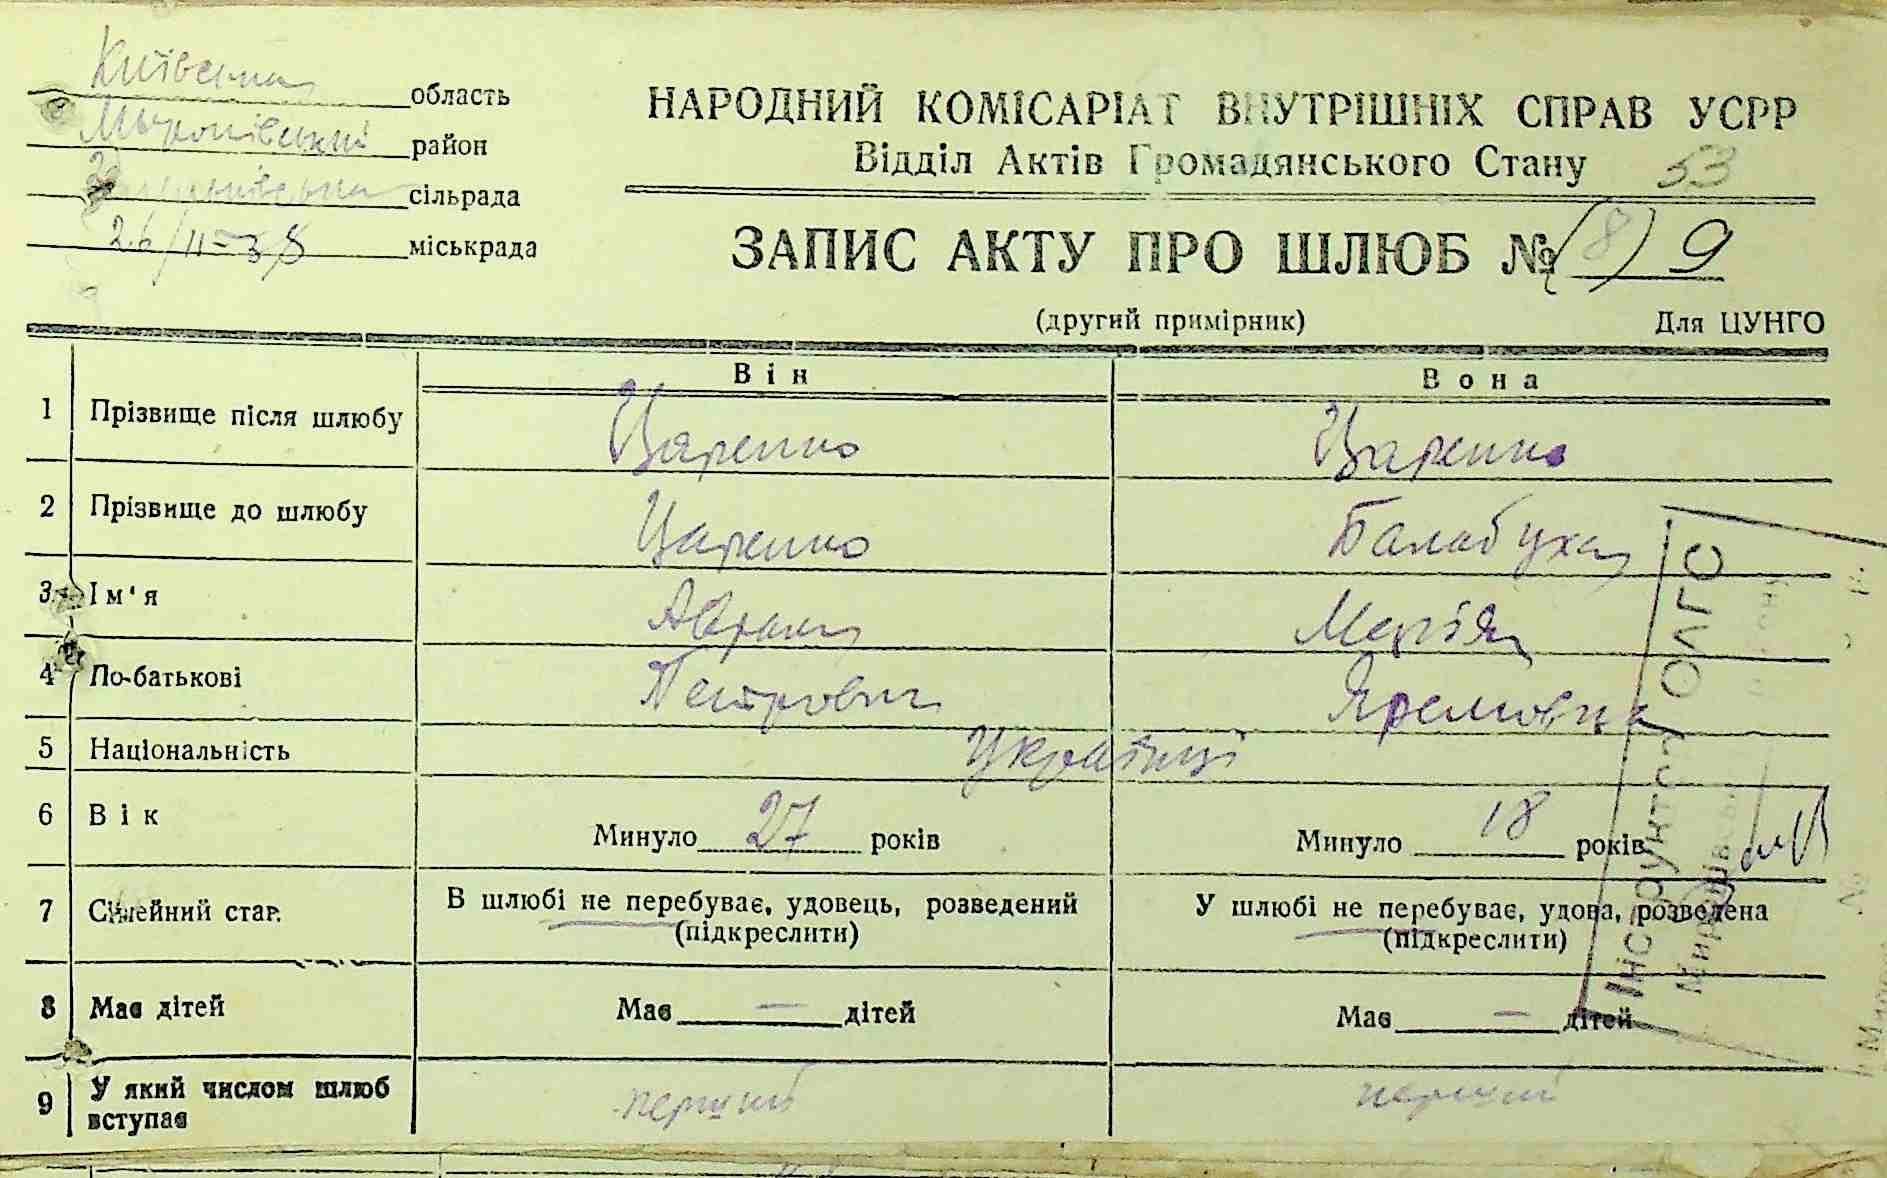 Київська область
Миронівський район
сільрада
26/II-38 міськрада
НАРОДНИЙ КОМІСАРІАТ ВНУТРІШНІХ СПРАВ УСРР
Відділ Актів Громадянського Стану 53
ЗАПИС АКТУ ПРО ШЛЮБ № (8) 9
(другий примірник) Для ЦУНГО
Він Вона
1 Прізвище після шлюбу Царенко Царенко
2 Прізвище до шлюбу Царенко Балабуха
3 Ім'я Аврам Марія
4 По-батькові Петрович Яремовна
5 Національність Українці
6 Вік Минуло 27 років Минуло 18 років
7 Сімейний стан В шлюбі не перебуває, удовець, розведений У шлюбі не перебуває, удова, розведена
(підкреслити) (підкреслити)
8 Має дітей Має — дітей Має — дітей
9 У який числом шлюб вступає перший перший
Інструктор ОАГС